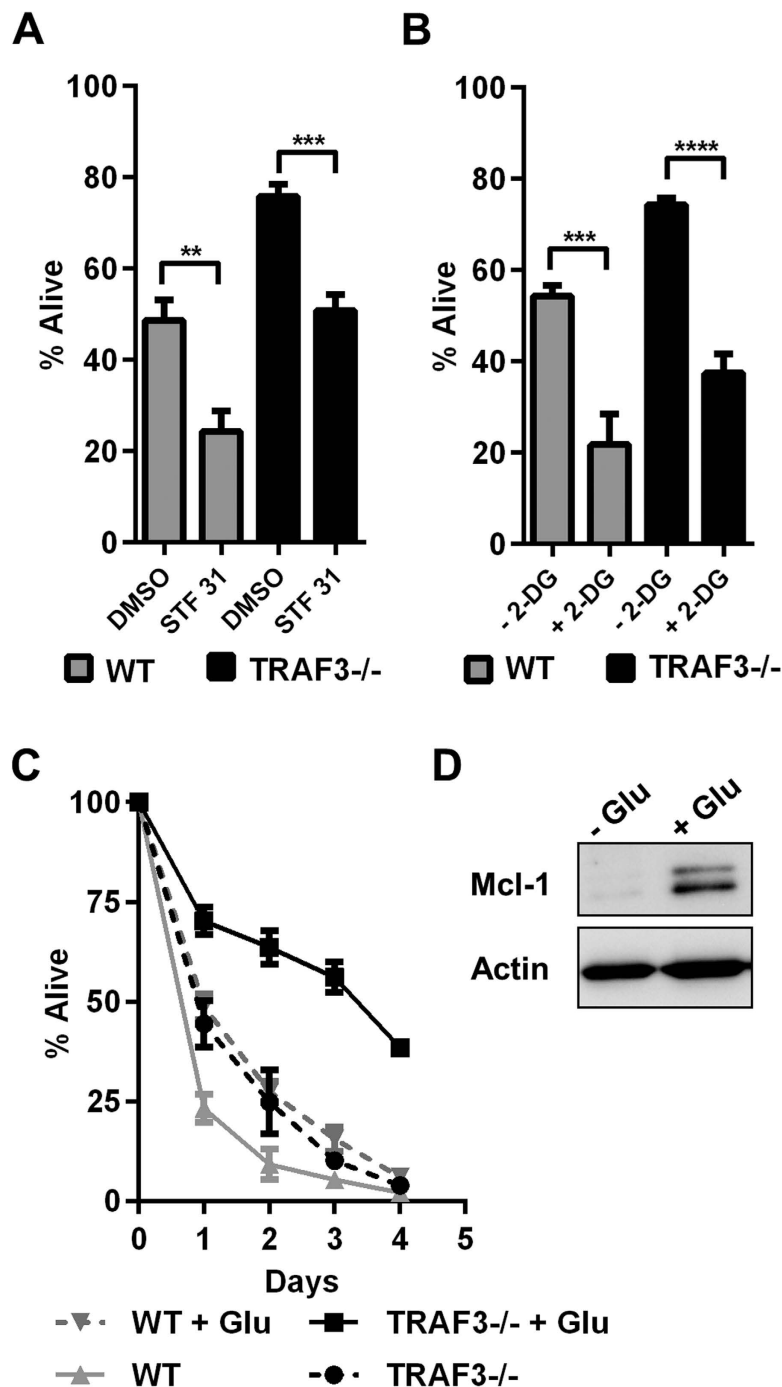 A
100
80
60
40
20
0
% Alive
**
***
DMSO
STF 31
DMSO
STF 31
WT
TRAF3-/-
B
100
80
60
40
20
0
% Alive
***
****
- 2-DG
+ 2-DG
- 2-DG
+ 2-DG
WT
TRAF3-/-
C
100
75
50
25
0
% Alive
0 1 2 3 4 5
Days
WT + Glu
TRAF3-/- + Glu
WT
TRAF3-/-
D
- Glu
+ Glu
Mcl-1
Actin